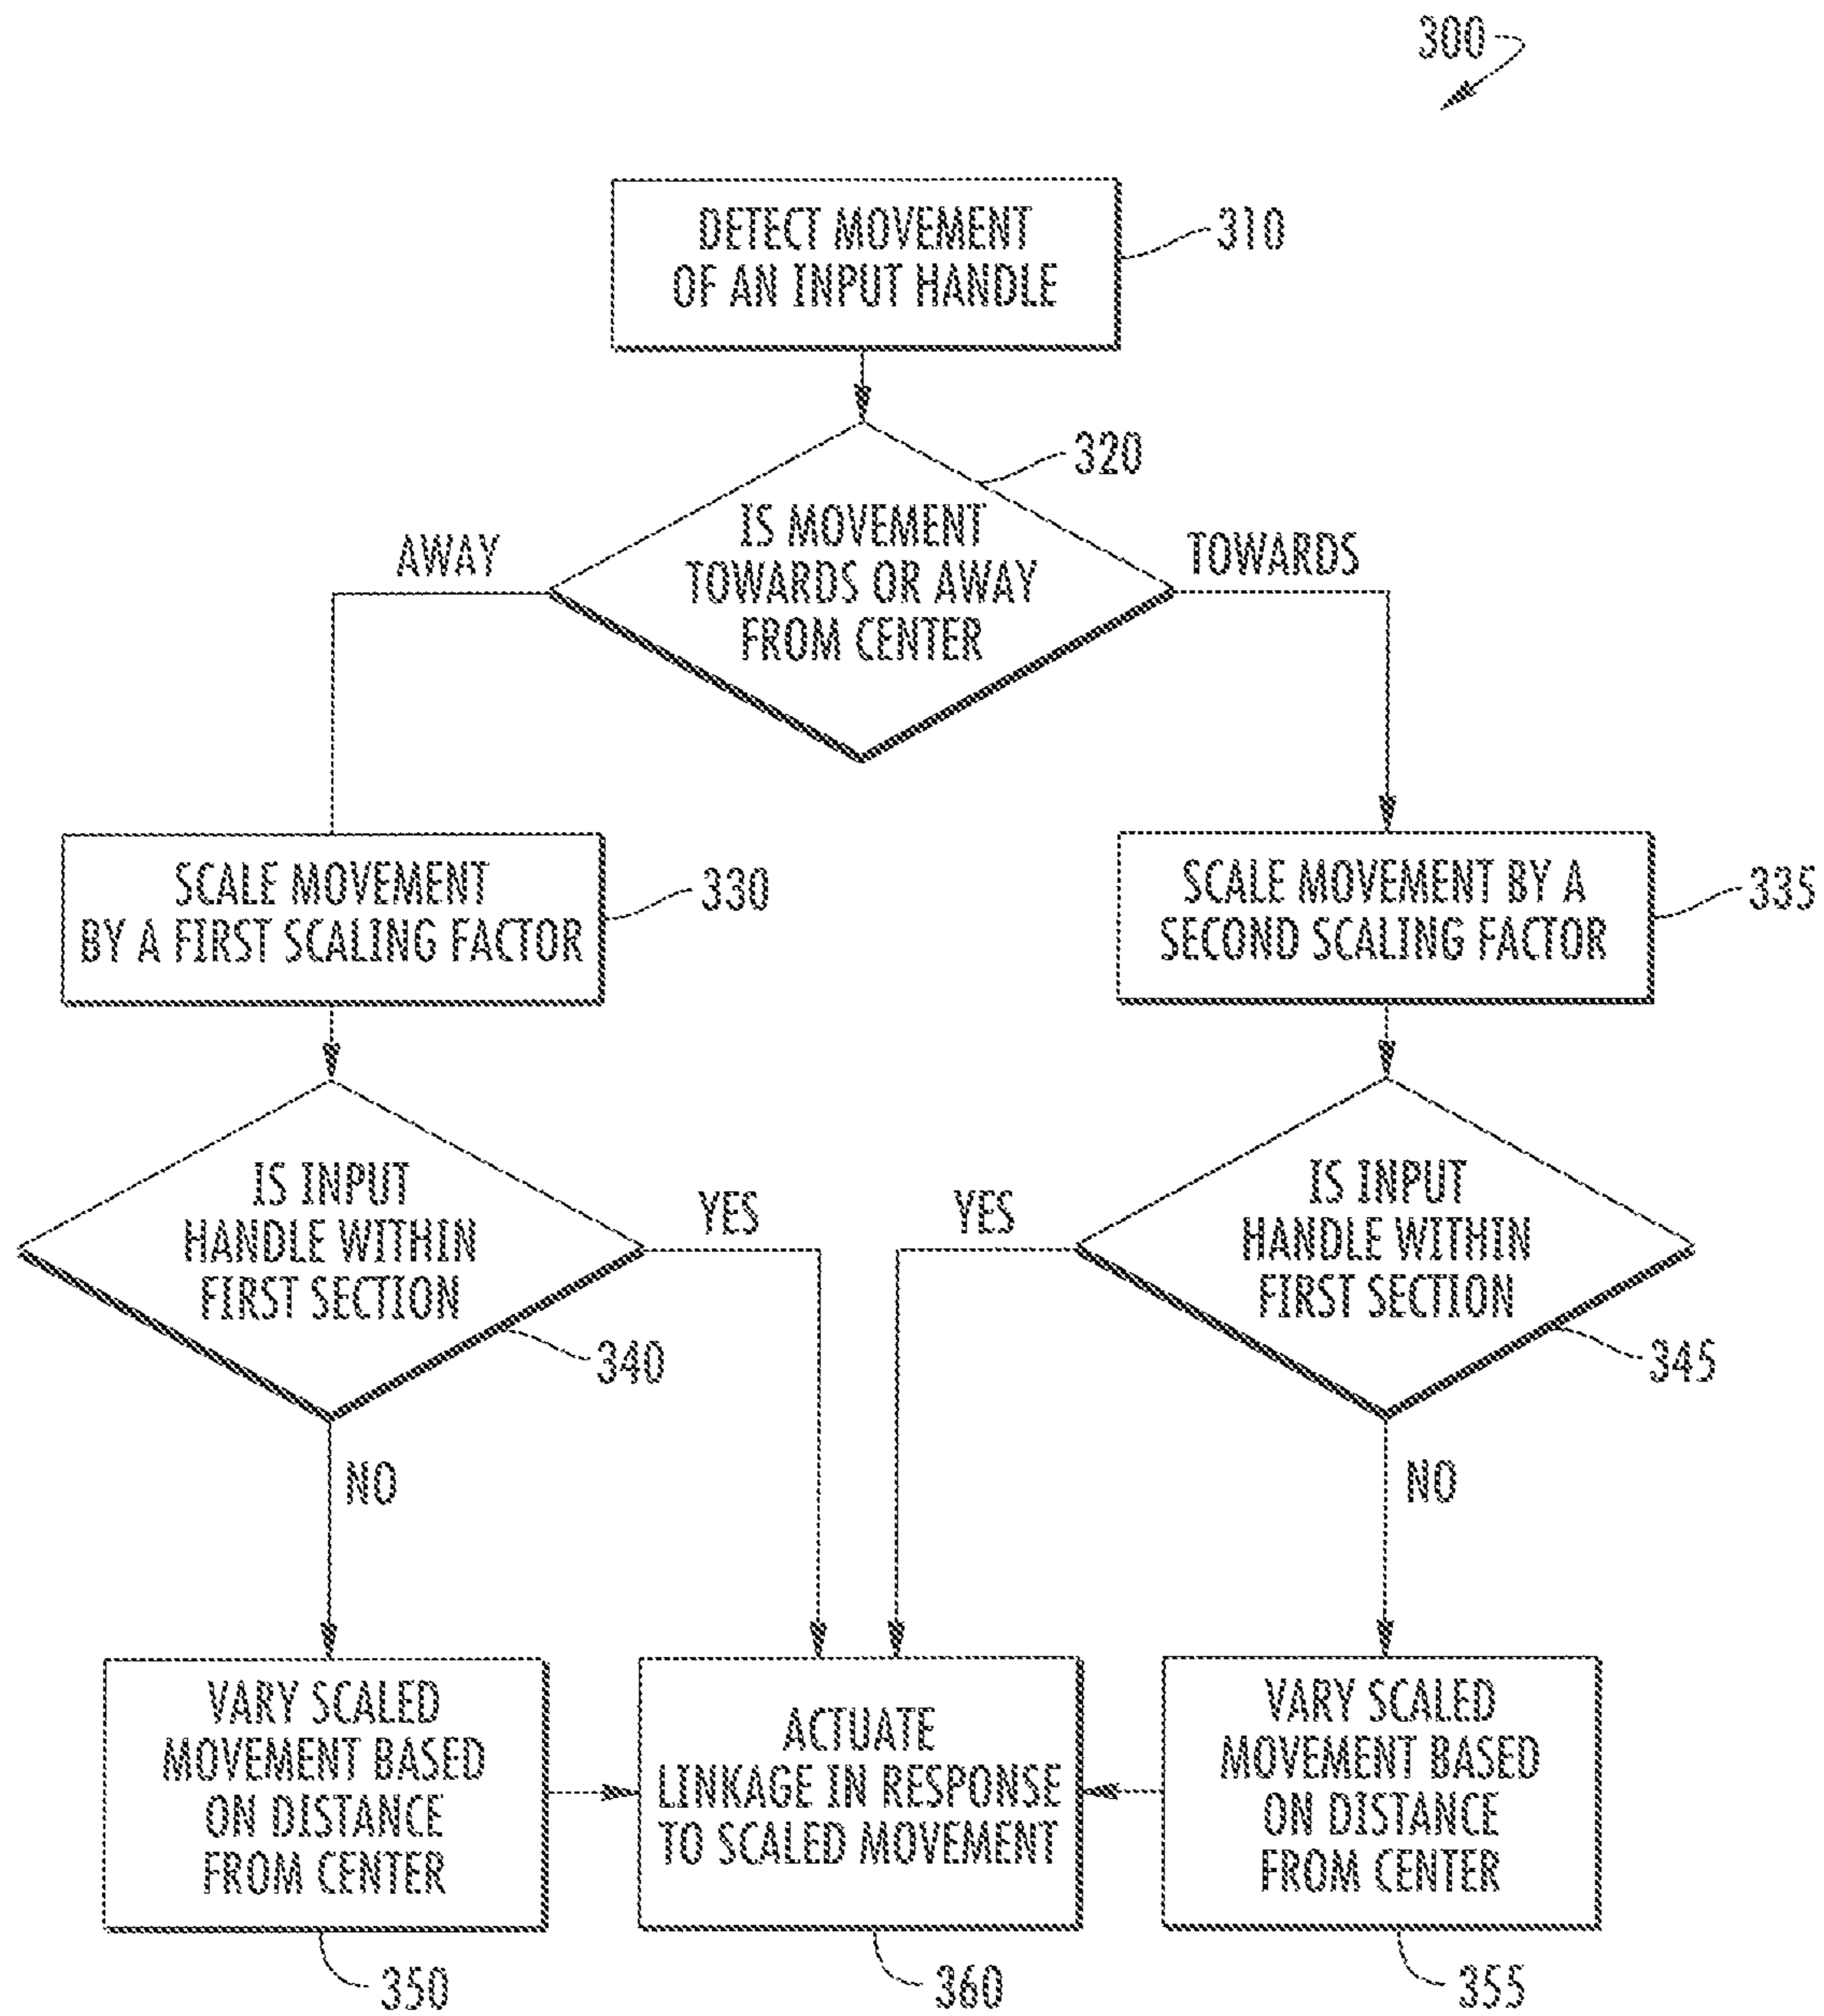 300
DETECT MOVEMENT
OF AN INPUT HANDLE
310
320
IS MOVEMENT
TOWARDS OR AWAY
FROM CENTER
AWAY
TOWARDS
SCALE MOVEMENT
BY A FIRST SCALING FACTOR
330
SCALE MOVEMENT BY A
SECOND SCALING FACTOR
335
IS INPUT
HANDLE WITHIN
FIRST SECTION
YES
340
NO
IS INPUT
HANDLE WITHIN
FIRST SECTION
YES
345
NO
VARY SCALED
MOVEMENT BASED
ON DISTANCE
FROM CENTER
350
ACTUATE
LINKAGE IN RESPONSE
TO SCALED MOVEMENT
360
VARY SCALED
MOVEMENT BASED
ON DISTANCE
FROM CENTER
355